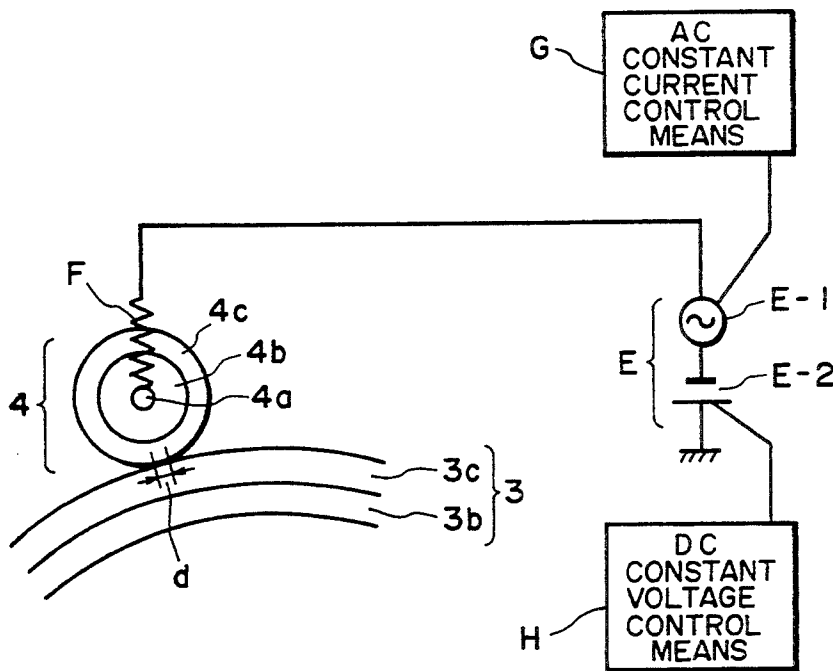 AC
CONSTANT
CURRENT
CONTROL
MEANS
G
F
4c
4b
4a
4
E-1
E
E-2
3c
3b
3
d
DC
CONSTANT
VOLTAGE
CONTROL
MEANS
H